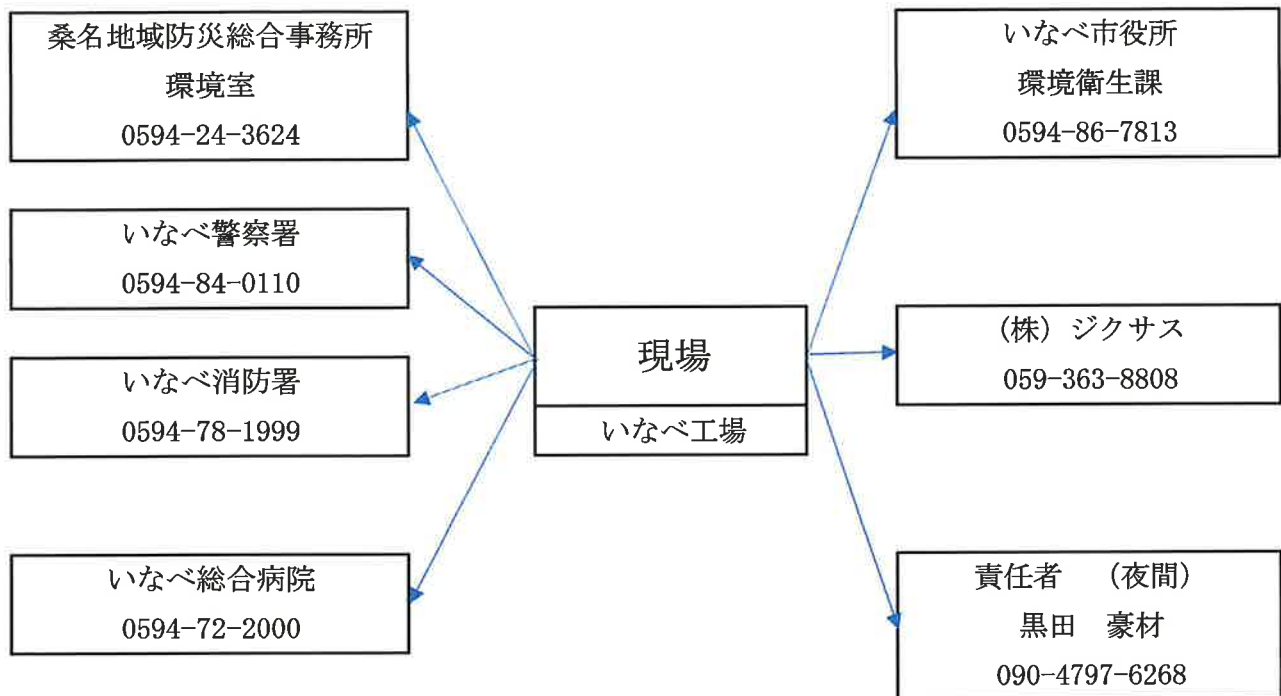 桑名地域防災総合事務所
環境室
0594-24-3624
いなべ警察署
0594-84-0110
いなべ消防署
0594-78-1999
いなべ総合病院
0594-72-2000
現場
いなべ工場
いなべ市役所
環境衛生課
0594-86-7813
(株) ジクサス
059-363-8808
責任者　(夜間)
黒田　豪材
090-4797-6268